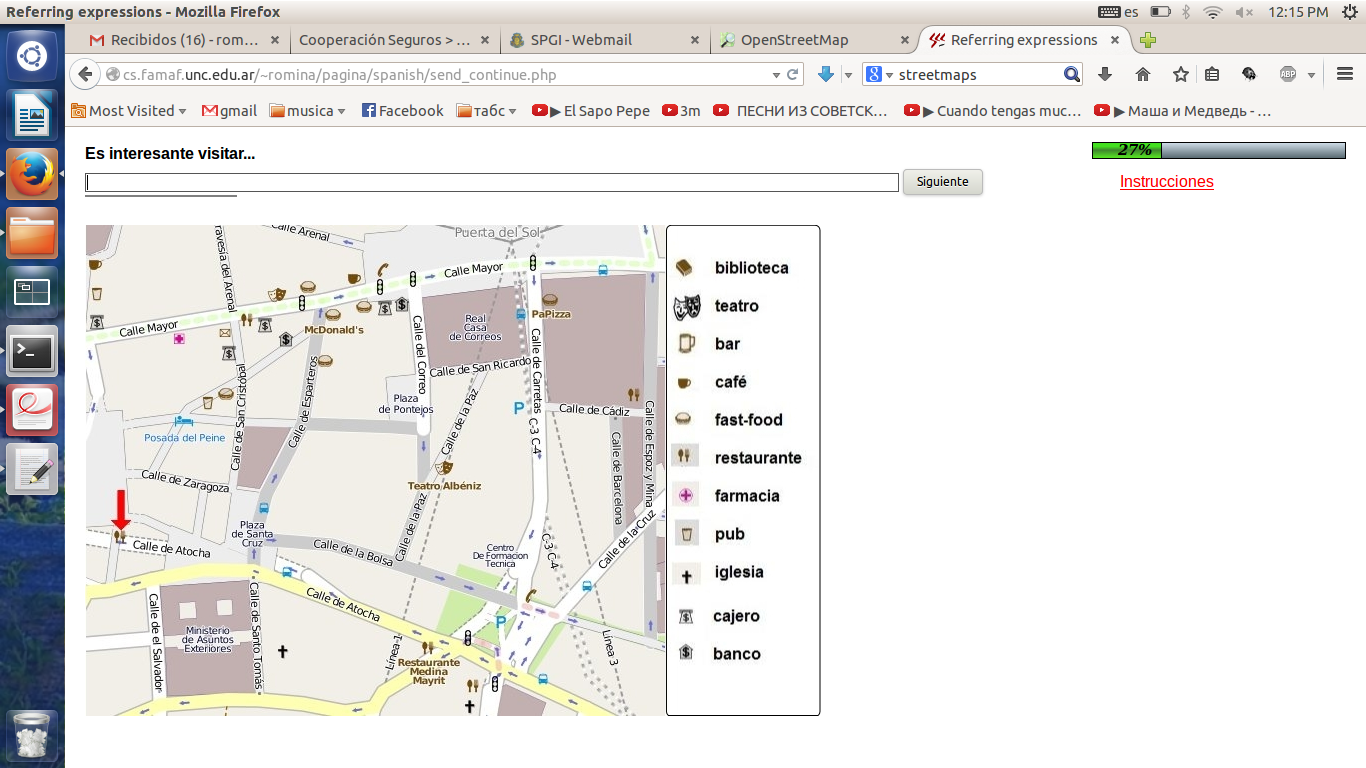 Referring expressions - Mozilla Firefox
es
12:15 PM
Recibidos (16) - rom...
Cooperación Seguros > ...
SPGI - Webmail
OpenStreetMap
Referring expressions
cs.famaf.unc.edu.ar/~romina/pagina/spanish/send_continue.php
8
streetmaps
ABP
Most Visited
gmail
musica
Facebook
табс
▶ El Sapo Pepe
3m
ПЕСНИ ИЗ СОВЕТСК...
▶ Cuando tengas muc...
▶ Маша и Медведь - ...
Es interesante visitar...
27%
Siguiente
Instrucciones
Calle Arenal
Puerta del Sol
ravesía del Arenal
Calle Mayor
Calle Mayor
McDonald's
PaPizza
Real
Casa
de Correos
Calle del Correo
Calle de Carretas
Calle de San Ricardo
Calle de Esparteros
Calle de San Cristóbal
Plaza
de Pontejos
Calle de la Paz
P
Calle de Cádiz
C-3 C-4
Calle de Espoz y Mina
Calle de Barcelona
Posada del Peine
Calle de Zaragoza
Teatro Albéniz
Plaza
de Santa
Cruz
Calle de Atocha
Calle de la Bolsa
Calle de la Paz
Centro
De Formacion
Tecnica
C-3 C-4
Calle de la Cruz
Calle de Atocha
P
Calle de el Salvador
Ministerio
de Asuntos
Exteriores
Calle de Santo Tomás
Línea 1
Línea 3
Restaurante
Medina
Mayrit
biblioteca
teatro
bar
café
fast-food
restaurante
farmacia
pub
iglesia
cajero
banco